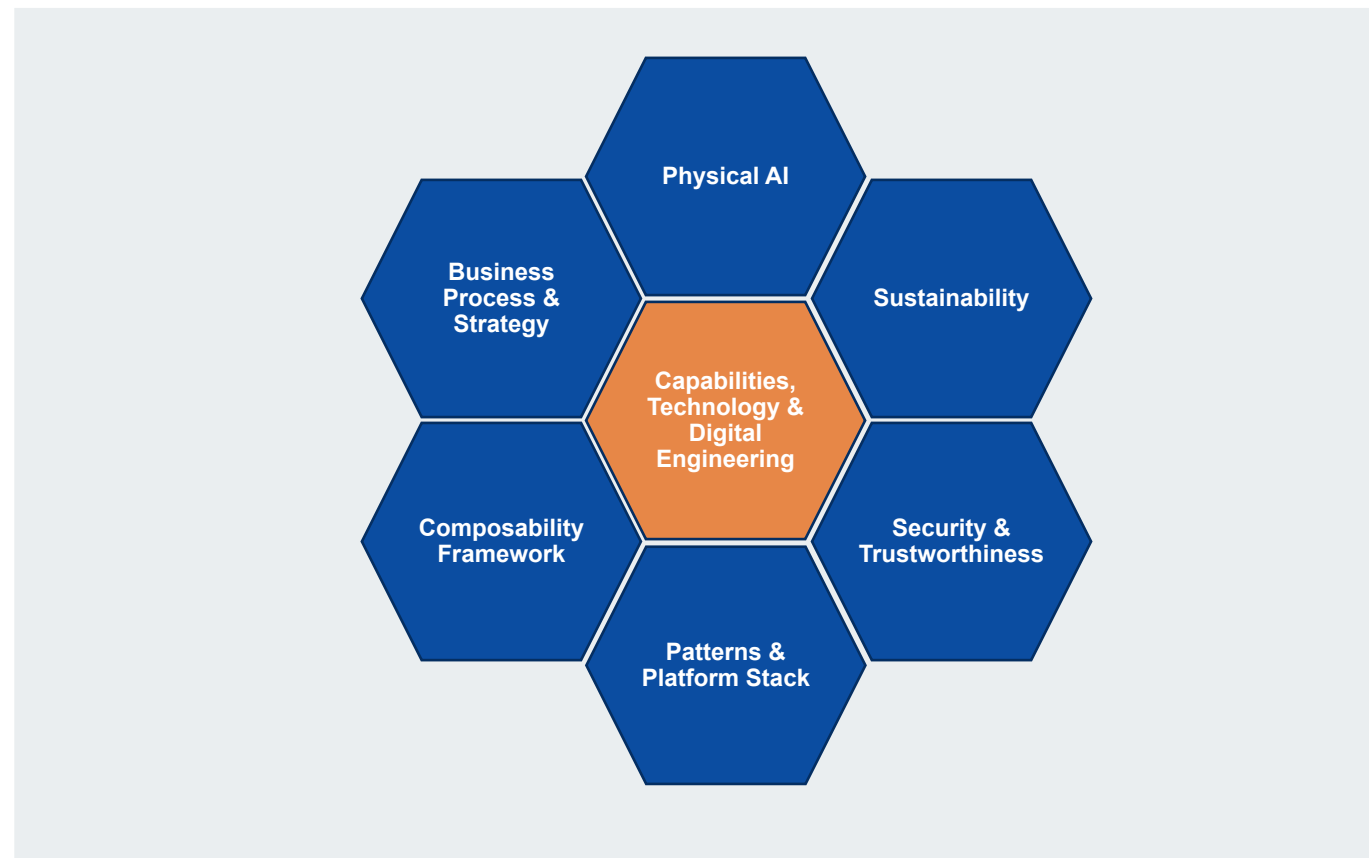 Physical AI
Business
Process &
Strategy
Sustainability
Capabilities,
Technology &
Digital
Engineering
Composability
Framework
Security &
Trustworthiness
Patterns &
Platform Stack